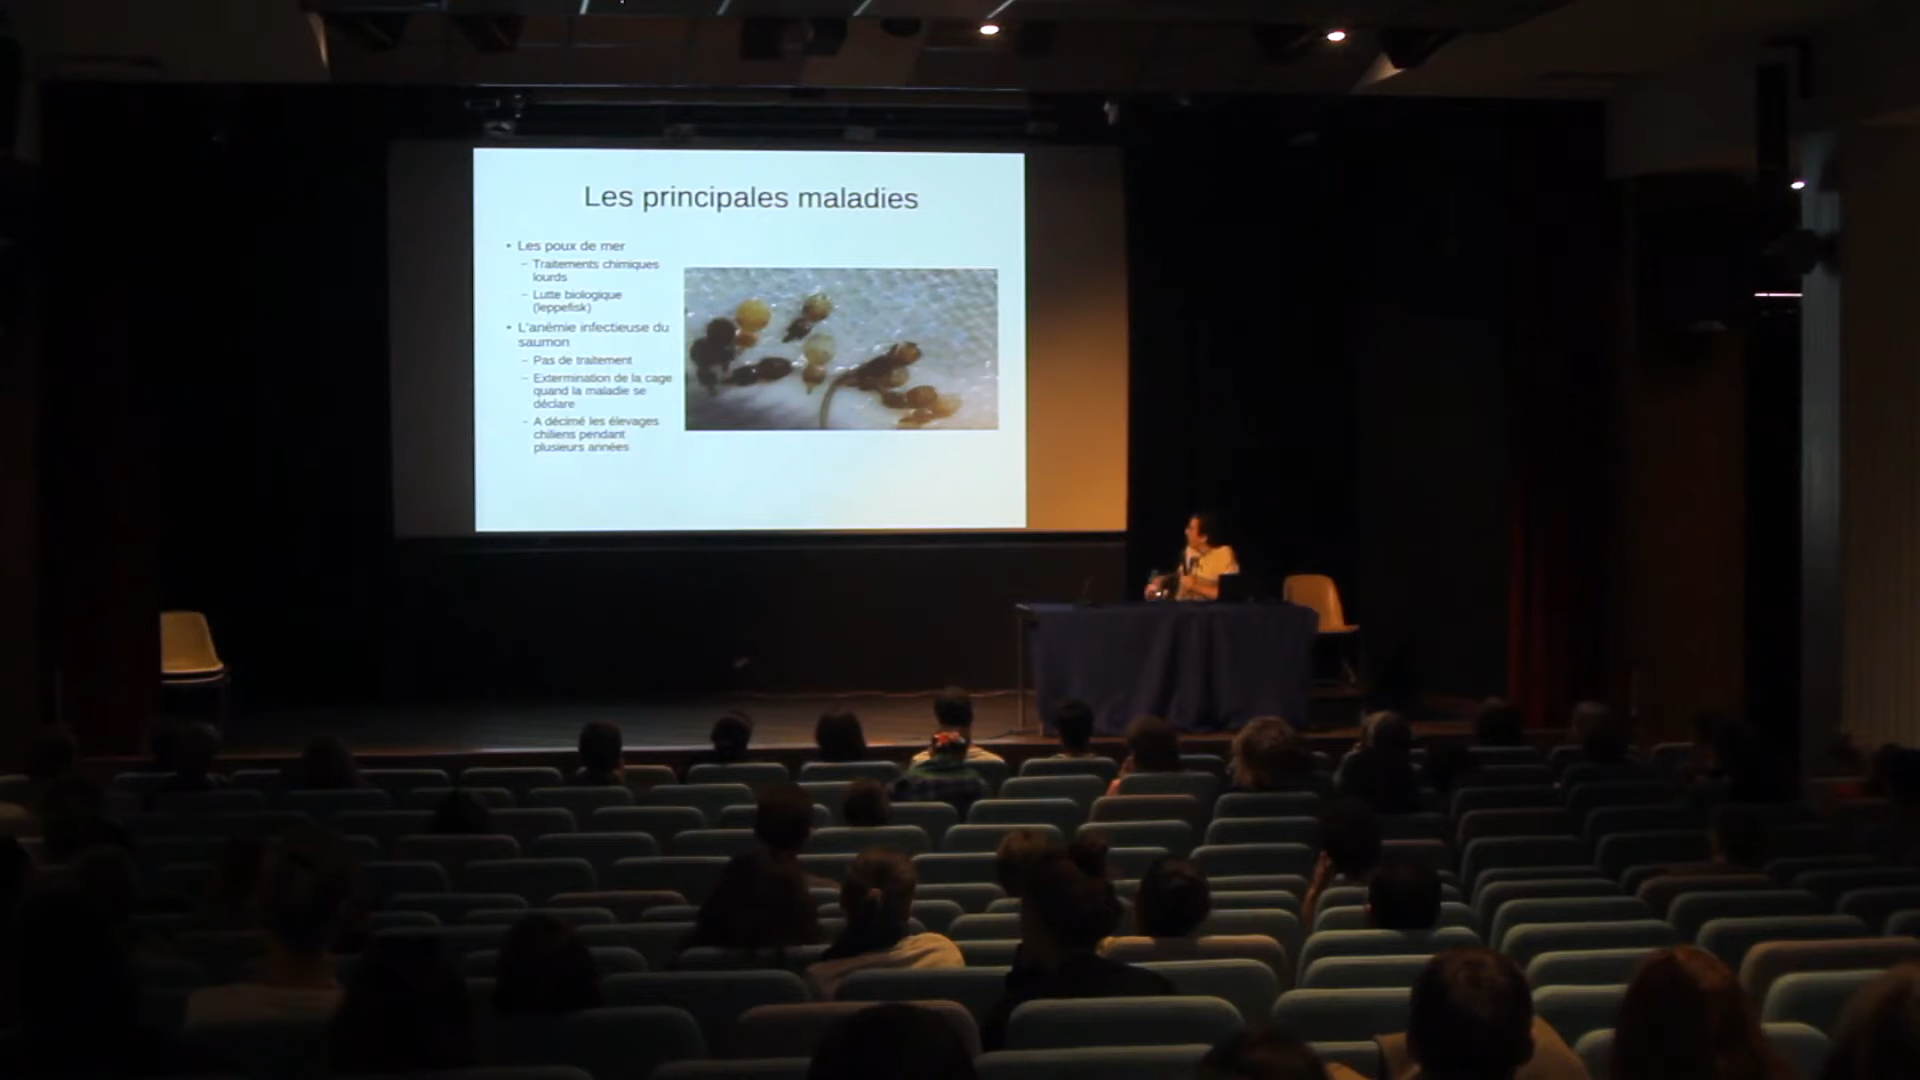 Les principales maladies
• Les poux de mer
– Traitements chimiques
lourds
– Lutte biologique
(leppefisk)
• L'anémie infectieuse du
saumon
– Pas de traitement
– Extermination de la cage
quand la maladie se
déclare
– A décimé les élevages
chiliens pendant
plusieurs années